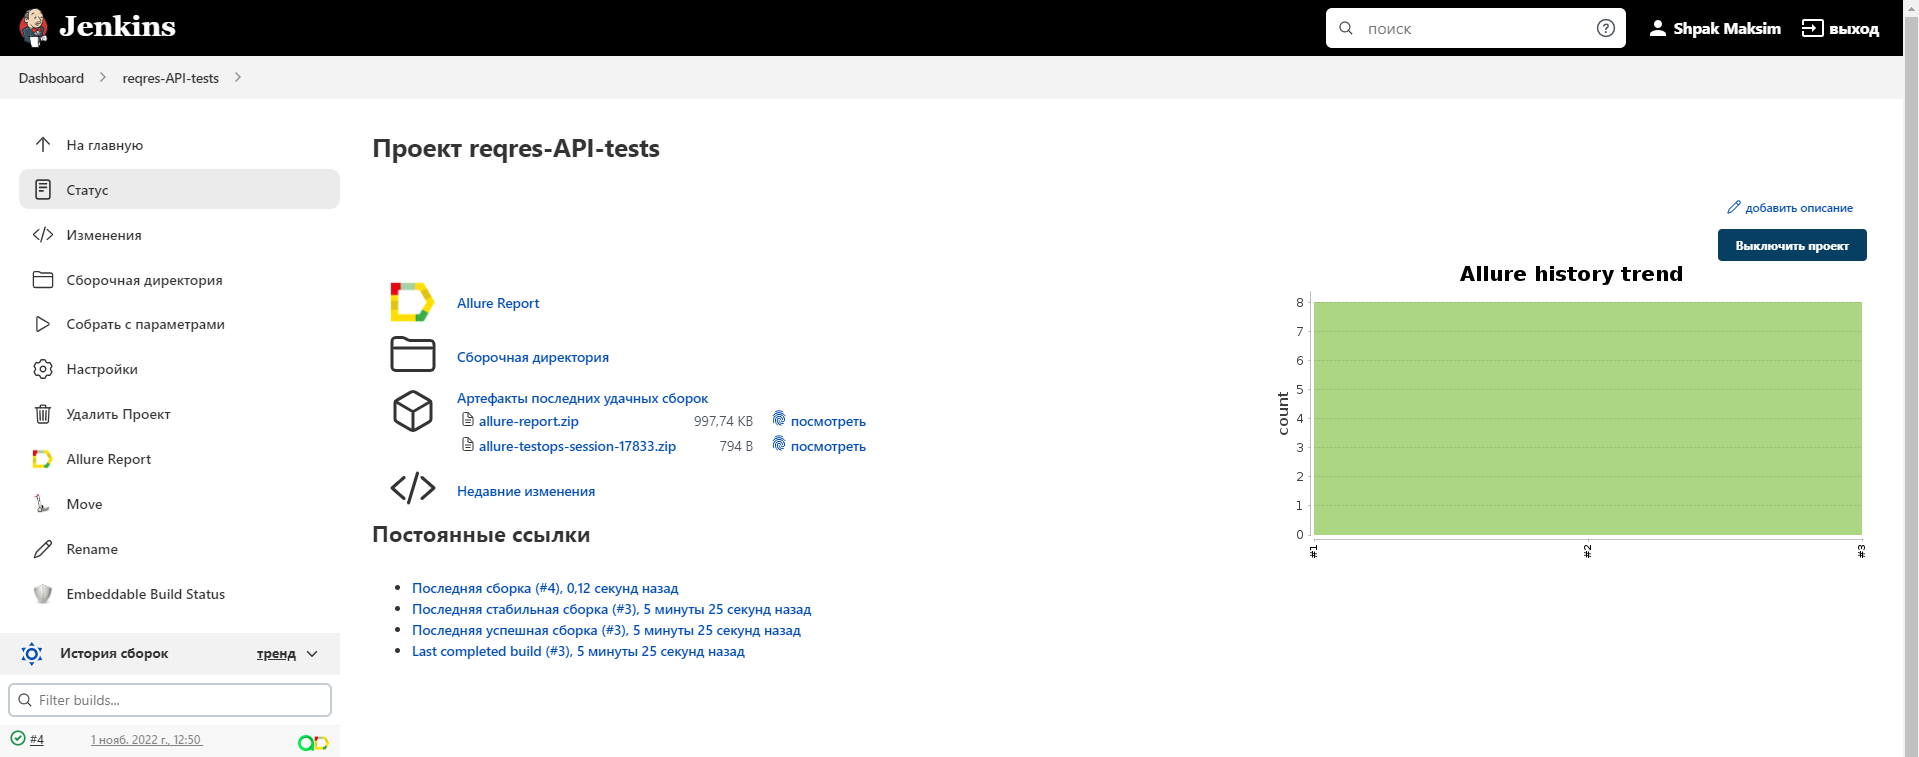 Jenkins
поиск
Shpak Maksim
выход
Dashboard
reqres-API-tests
На главную
Статус
Изменения
Сборочная директория
Собрать с параметрами
Настройки
Удалить Проект
Allure Report
Move
Rename
Embeddable Build Status
История сборок
тренд
Filter builds...
#4
1 нояб. 2022 г., 12:50
Проект reqres-API-tests
добавить описание
Выключить проект
Allure Report
Сборочная директория
Артефакты последних удачных сборок
allure-report.zip 997,74 KB посмотреть
allure-testops-session-17833.zip 794 B посмотреть
Недавние изменения
Постоянные ссылки
Последняя сборка (#4), 0,12 секунд назад
Последняя стабильная сборка (#3), 5 минуты 25 секунд назад
Последняя успешная сборка (#3), 5 минуты 25 секунд назад
Last completed build (#3), 5 минуты 25 секунд назад
Allure history trend
count
8
7
6
5
4
3
2
1
0
#1
#2
#3